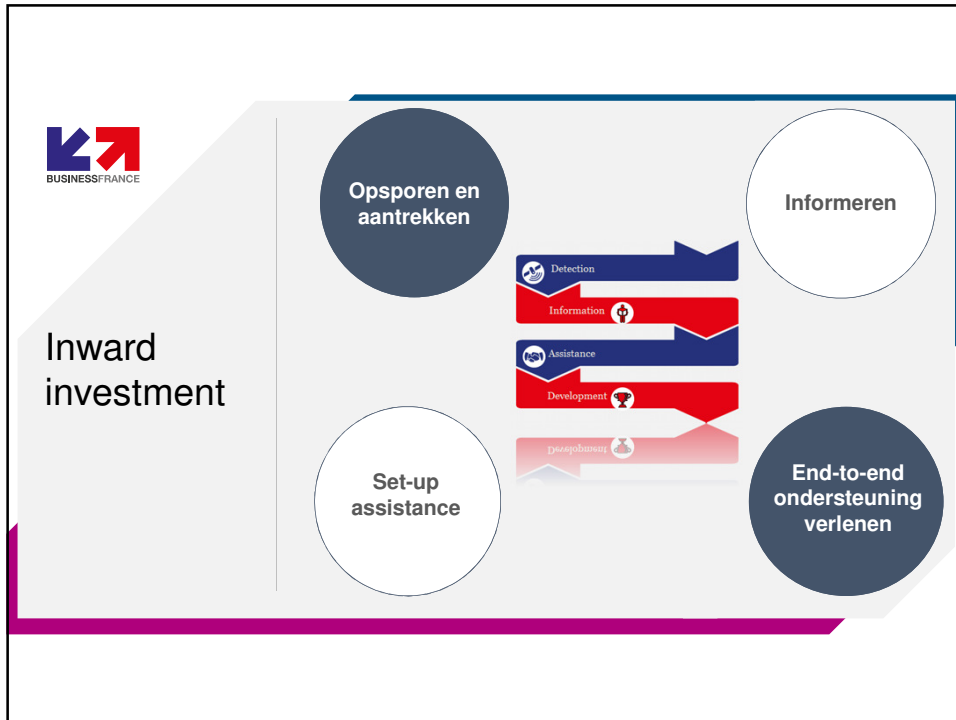 BUSINESSFRANCE
Inward
investment
Opsporen en
aantrekken
Informeren
Detection
Information
Assistance
Development
Development
Set-up
assistance
End-to-end
ondersteuning
verlenen